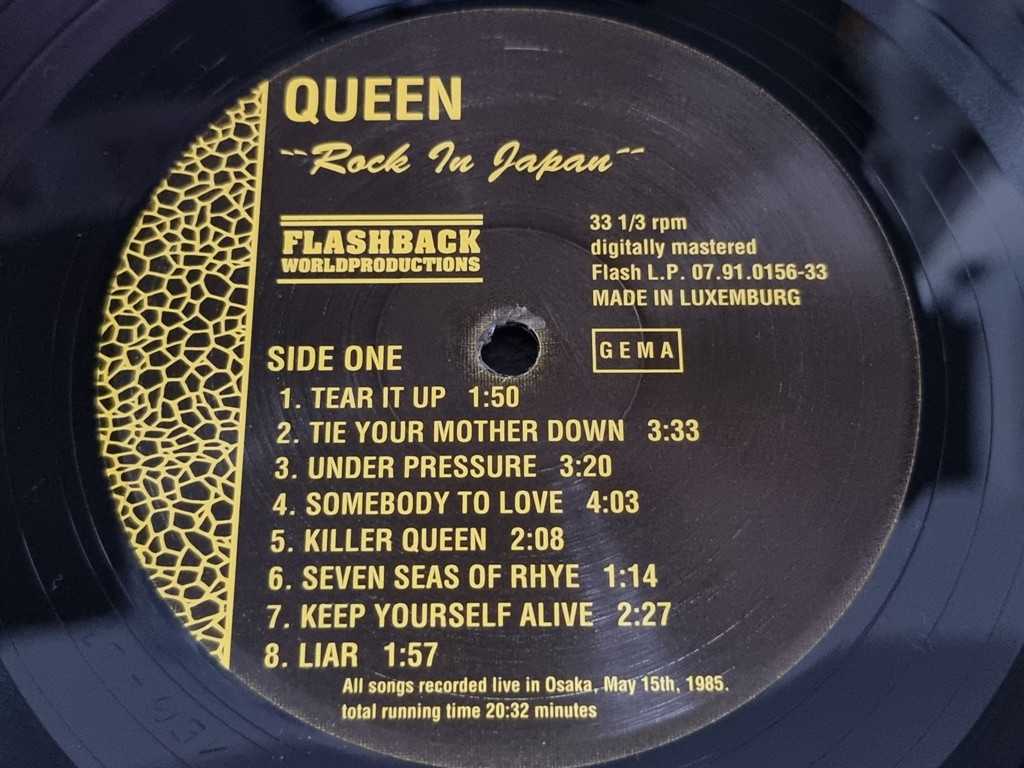 QUEEN
"Rock In Japan"
FLASHBACK
WORLDPRODUCTIONS
33 1/3 rpm
digitally mastered
Flash L.P. 07.91.0156-33
MADE IN LUXEMBURG
GEMA
SIDE ONE
1. TEAR IT UP 1:50
2. TIE YOUR MOTHER DOWN 3:33
3. UNDER PRESSURE 3:20
4. SOMEBODY TO LOVE 4:03
5. KILLER QUEEN 2:08
6. SEVEN SEAS OF RHYE 1:14
7. KEEP YOURSELF ALIVE 2:27
8. LIAR 1:57
All songs recorded live in Osaka, May 15th, 1985.
total running time 20:32 minutes